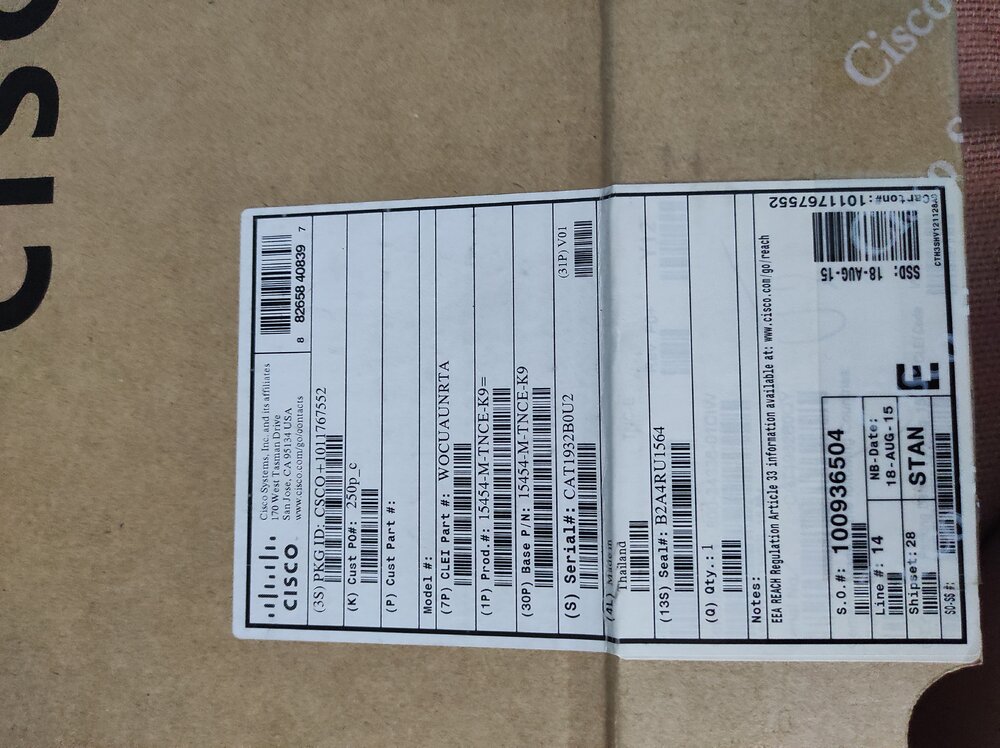 CISCO
Cisco
Cisco
CISCO
Cisco Systems, Inc. and its affiliates
170 West Tasman Drive
San Jose, CA 95134 USA
www.cisco.com/go/contacts
8 82658 40839 7
(3S) PKG ID: CSCO+1011767552
(K) Cust PO#: 250p_c
(P) Cust Part #:
Model #:
(7P) CLEI Part #: WOCUAUNRTA
(1P) Prod.#: 15454-M-TNCE-K9=
(30P) IBase P/N: 15454-M-TNCE-K9
(S) Serial#: CAT1932B0U2
(31P) V01
(4L) Made in
Thailand
(13S) Seal#: B2A4RU1564
(Q) Qty.: 1
Notes:
EEA REACH Regulation Article 33 information available at: www.cisco.com/go/reach
S.O.#: 100936504
Line #: 14
NB-Date:
18-AUG-15
Shipset: 28
STAN
SO-SS #:
E
Carton#: 1011767552
SSD: 18-AUG-15